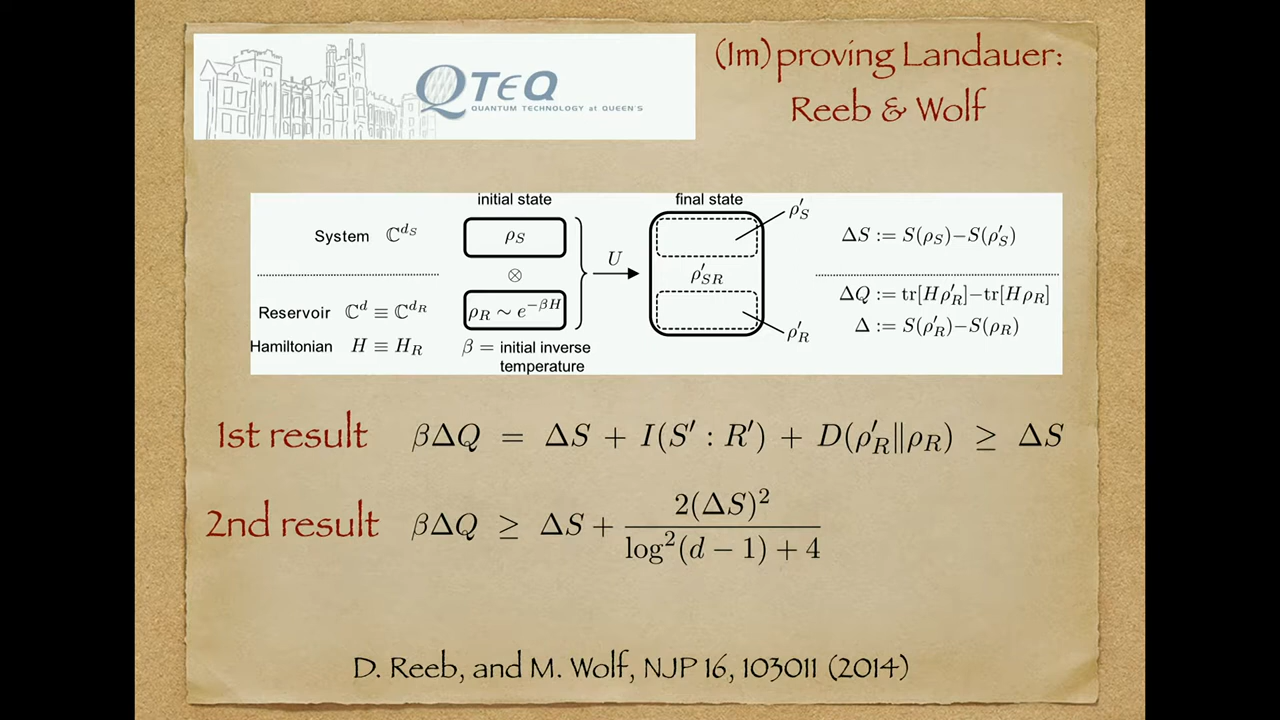 QTeQ
QUANTUM TECHNOLOGY at QUEEN'S
(Im)proving Landauer:
Reeb & Wolf
initial state
final state
System ℂ^{d_S}
ρ_S
ρ′_S
ΔS := S(ρ_S)−S(ρ′_S)
⊗
U
ρ′_{SR}
Reservoir ℂ^d ≡ ℂ^{d_R}
ρ_R ∼ e^{−βH}
ΔQ := tr[Hρ′_R]−tr[Hρ_R]
Δ := S(ρ′_R)−S(ρ_R)
ρ′_R
Hamiltonian H ≡ H_R
β = initial inverse
temperature
1st result βΔQ = ΔS + I(S′ : R′) + D(ρ′_R‖ρ_R) ≥ ΔS
2nd result βΔQ ≥ ΔS + 2(ΔS)² / log²(d − 1) + 4
D. Reeb, and M. Wolf, NJP 16, 103011 (2014)